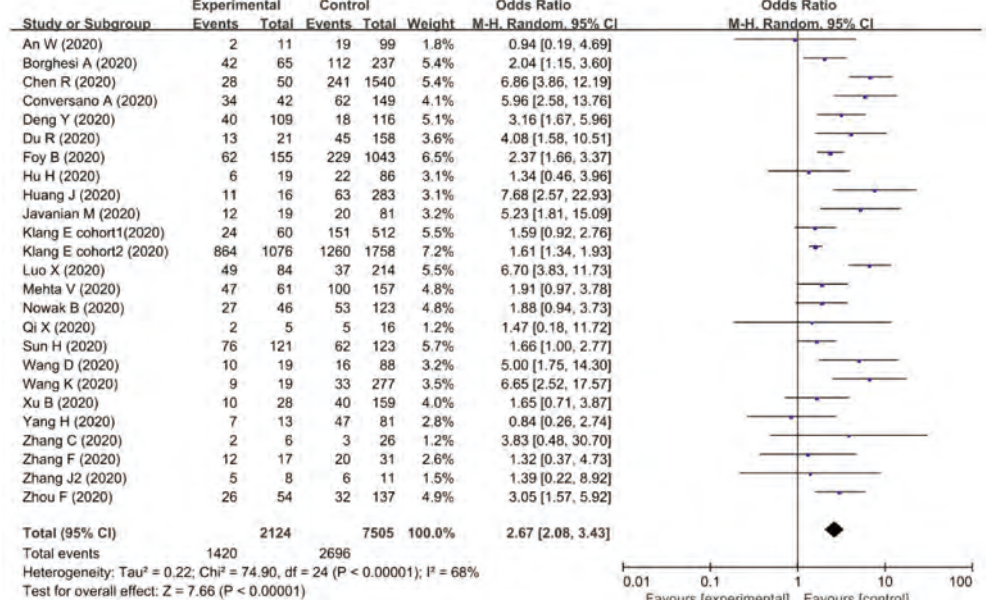 Experimental Control Odds Ratio Odds Ratio
Study or Subgroup Events Total Events Total Weight M-H. Random. 95% CI M-H. Random. 95% CI
An W (2020) 2 11 19 99 1.8% 0.94 [0.19, 4.69]
Borghesi A (2020) 42 65 112 237 5.4% 2.04 [1.15, 3.60]
Chen R (2020) 28 50 241 1540 5.4% 6.86 [3.86, 12.19]
Conversano A (2020) 34 42 62 149 4.1% 5.96 [2.58, 13.76]
Deng Y (2020) 40 109 18 116 5.1% 3.16 [1.67, 5.96]
Du R (2020) 13 21 45 158 3.6% 4.08 [1.58, 10.51]
Foy B (2020) 62 155 229 1043 6.5% 2.37 [1.66, 3.37]
Hu H (2020) 6 19 22 86 3.1% 1.34 [0.46, 3.96]
Huang J (2020) 11 16 63 283 3.1% 7.68 [2.57, 22.93]
Javanian M (2020) 12 19 20 81 3.2% 5.23 [1.81, 15.09]
Klang E cohort1(2020) 24 60 151 512 5.5% 1.59 [0.92, 2.76]
Klang E cohort2 (2020) 864 1076 1260 1758 7.2% 1.61 [1.34, 1.93]
Luo X (2020) 49 84 37 214 5.5% 6.70 [3.83, 11.73]
Mehta V (2020) 47 61 100 157 4.8% 1.91 [0.97, 3.78]
Nowak B (2020) 27 46 53 123 4.8% 1.88 [0.94, 3.73]
Qi X (2020) 2 5 5 16 1.2% 1.47 [0.18, 11.72]
Sun H (2020) 76 121 62 123 5.7% 1.66 [1.00, 2.77]
Wang D (2020) 10 19 16 88 3.2% 5.00 [1.75, 14.30]
Wang K (2020) 9 19 33 277 3.5% 6.65 [2.52, 17.57]
Xu B (2020) 10 28 40 159 4.0% 1.65 [0.71, 3.87]
Yang H (2020) 7 13 47 81 2.8% 0.84 [0.26, 2.74]
Zhang C (2020) 2 6 3 26 1.2% 3.83 [0.48, 30.70]
Zhang F (2020) 12 17 20 31 2.6% 1.32 [0.37, 4.73]
Zhang J2 (2020) 5 8 6 11 1.4% 1.39 [0.22, 8.92]
Zhou F (2020) 26 54 32 137 4.9% 3.05 [1.57, 5.92]
Total (95% CI) 2124 7505 100.0% 2.67 [2.08, 3.43]
Total events 1420 2696
Heterogeneity: Tau² = 0.22; Chi² = 74.90, df = 24 (P < 0.00001); I² = 68%
Test for overall effect: Z = 7.66 (P < 0.00001)
0.01 0.1 1 10 100
Favours [experimental] Favours [control]